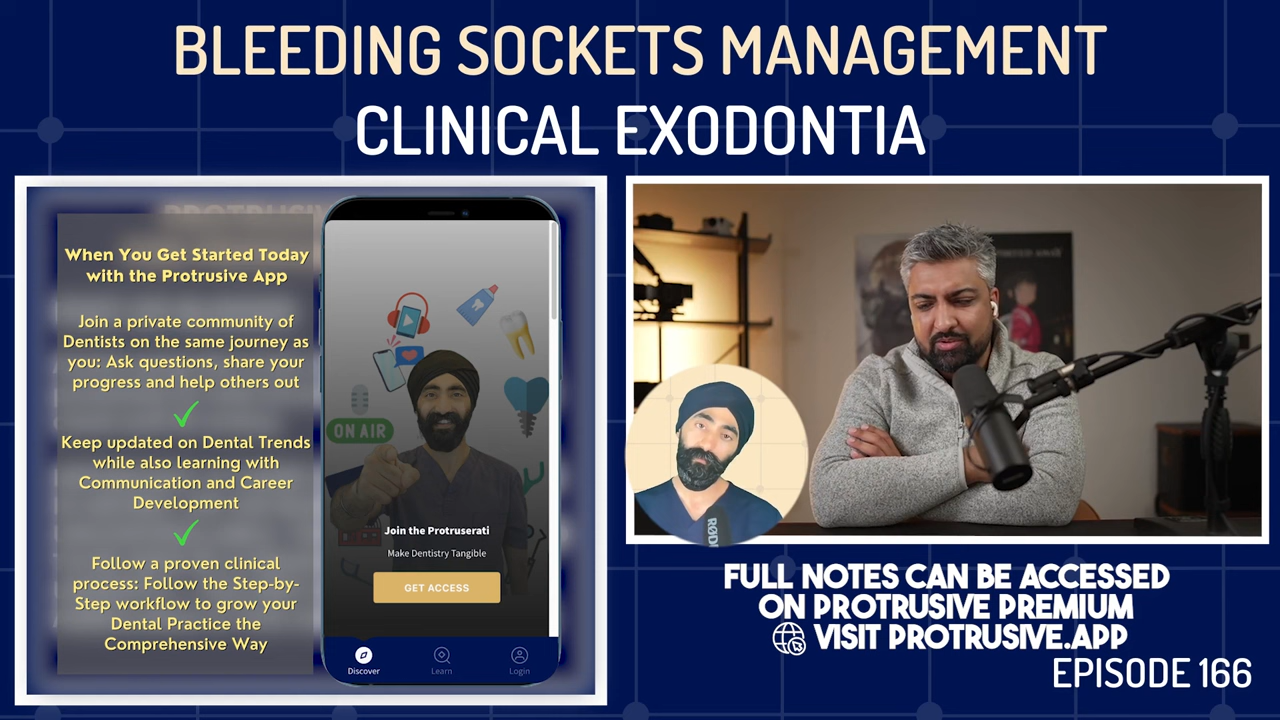 BLEEDING SOCKETS MANAGEMENT
CLINICAL EXODONTIA
When You Get Started Today
with the Protrusive App
Join a private community of
Dentists on the same journey as
you: Ask questions, share your
progress and help others out
Keep updated on Dental Trends
while also learning with
Communication and Career
Development
Follow a proven clinical
process: Follow the Step-by-
Step workflow to grow your
Dental Practice the
Comprehensive Way
ON AIR
Join the Protruserati
Make Dentistry Tangible
GET ACCESS
Discover
Learn
Login
RØDE
FULL NOTES CAN BE ACCESSED
ON PROTRUSIVE PREMIUM
VISIT PROTRUSIVE.APP
EPISODE 166